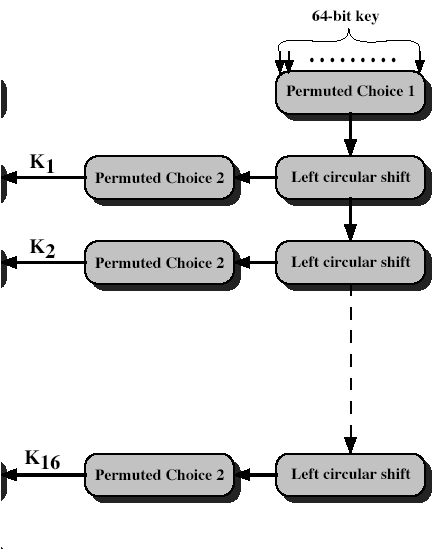 64-bit key
Permuted Choice 1
K1
Permuted Choice 2
Left circular shift
K2
Permuted Choice 2
Left circular shift
K16
Permuted Choice 2
Left circular shift